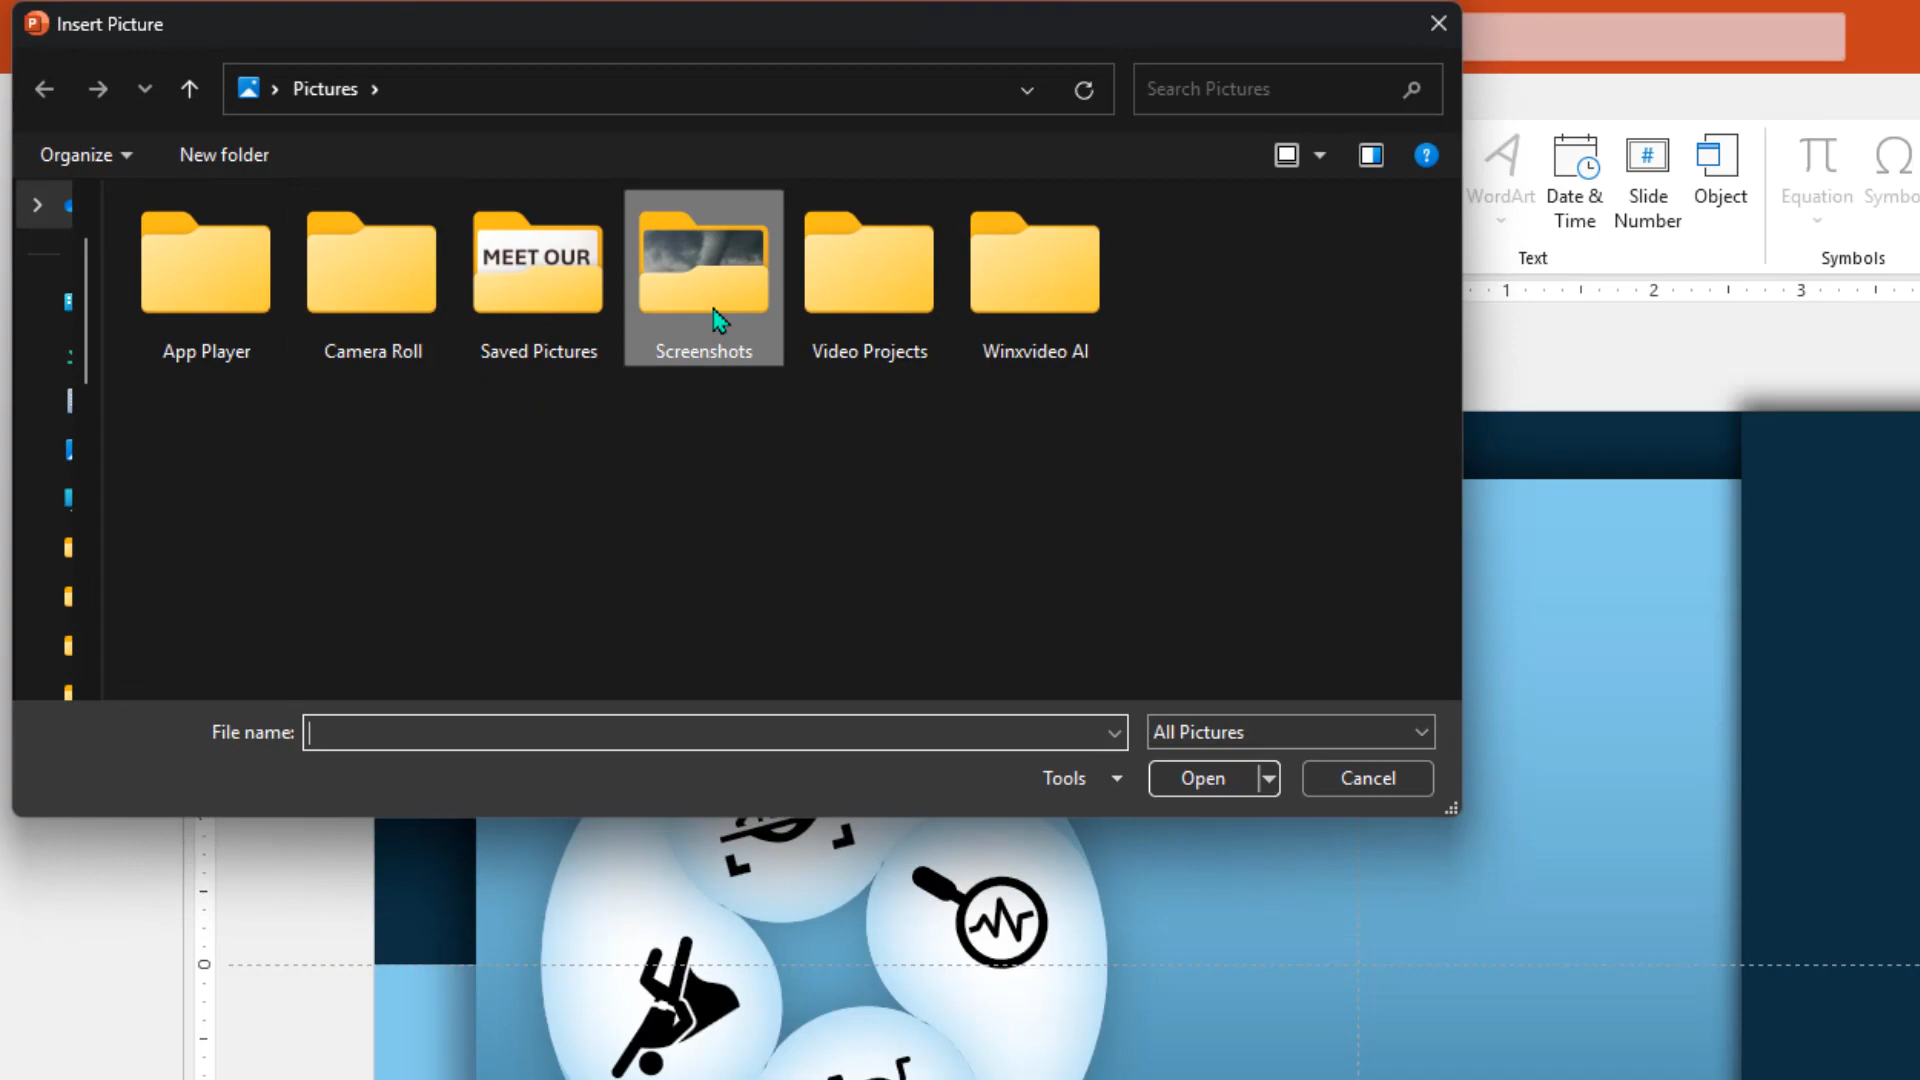 Insert Picture
Pictures
Search Pictures
Organize
New folder
MEET OUR
App Player
Camera Roll
Saved Pictures
Screenshots
Video Projects
Winxvideo AI
File name:
All Pictures
Tools
Open
Cancel
WordArt
Date &
Time
Slide
Number
Object
Equation
Symbo
Text
Symbols
1
2
3
0